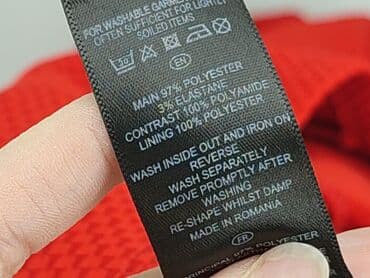 FOR WASHABLE GARMEN
OFTEN SUFFICIENT FOR LIGHTLY
SOILED ITEMS
EN
MAIN 97% POLYESTER
3% ELASTANE
CONTRAST 100% POLYAMIDE
LINING 100% POLYESTER
WASH INSIDE OUT AND IRON ON
REVERSE
WASH SEPARATELY
REMOVE PROMPTLY AFTER
WASHING
RE-SHAPE WHILST DAMP
MADE IN ROMANIA
FR
PRINCIPAL 97% POLYESTER